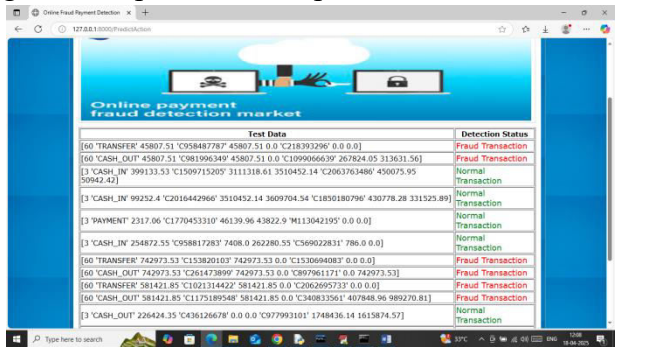 Online Fraud Payment Detection
127.0.0.1:8000/PredictAction
Online payment
fraud detection market
Test Data Detection Status
[60 'TRANSFER' 45807.51 'C958487787' 45807.51 0.0 'C218393296' 0.0 0.0] Fraud Transaction
[60 'CASH_OUT' 45807.51 'C981996349' 45807.51 0.0 'C1099066639' 267824.05 313631.56] Fraud Transaction
[3 'CASH_IN' 399133.53 'C1509715205' 3111318.61 3510452.14 'C2063763486' 450075.95 Normal
50942.42] Transaction
[3 'CASH_IN' 99252.4 'C2016442966' 3510452.14 3609704.54 'C1850180796' 430778.28 331525.89] Normal
Transaction
[3 'PAYMENT' 2317.06 'C1770453310' 46139.96 43822.9 'M113042195' 0.0 0.0] Normal
Transaction
[3 'CASH_IN' 254872.55 'C958817283' 7408.0 262280.55 'C569022831' 786.0 0.0] Normal
Transaction
[60 'TRANSFER' 742973.53 'C153820103' 742973.53 0.0 'C1530694083' 0.0 0.0] Fraud Transaction
[60 'CASH_OUT' 742973.53 'C261473899' 742973.53 0.0 'C897961171' 0.0 742973.53] Fraud Transaction
[60 'TRANSFER' 581421.85 'C1021314422' 581421.85 0.0 'C2062695733' 0.0 0.0] Fraud Transaction
[60 'CASH_OUT' 581421.85 'C1175189548' 581421.85 0.0 'C340833561' 407848.96 989270.81] Fraud Transaction
[3 'CASH_OUT' 226424.35 'C436126678' 0.0 0.0 'C977993101' 1748436.14 1615874.57] Normal
Transaction
Type here to search
33°C
ENG
12:08
18-04-2025